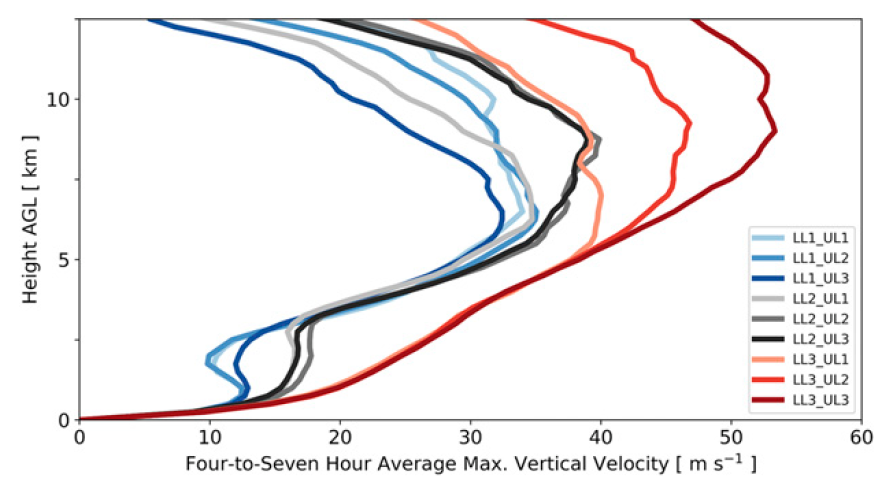 10
5
0
Height AGL [ km ]
0 10 20 30 40 50 60
Four-to-Seven Hour Average Max. Vertical Velocity [ m s⁻¹ ]
LL1_UL1
LL1_UL2
LL1_UL3
LL2_UL1
LL2_UL2
LL2_UL3
LL3_UL1
LL3_UL2
LL3_UL3